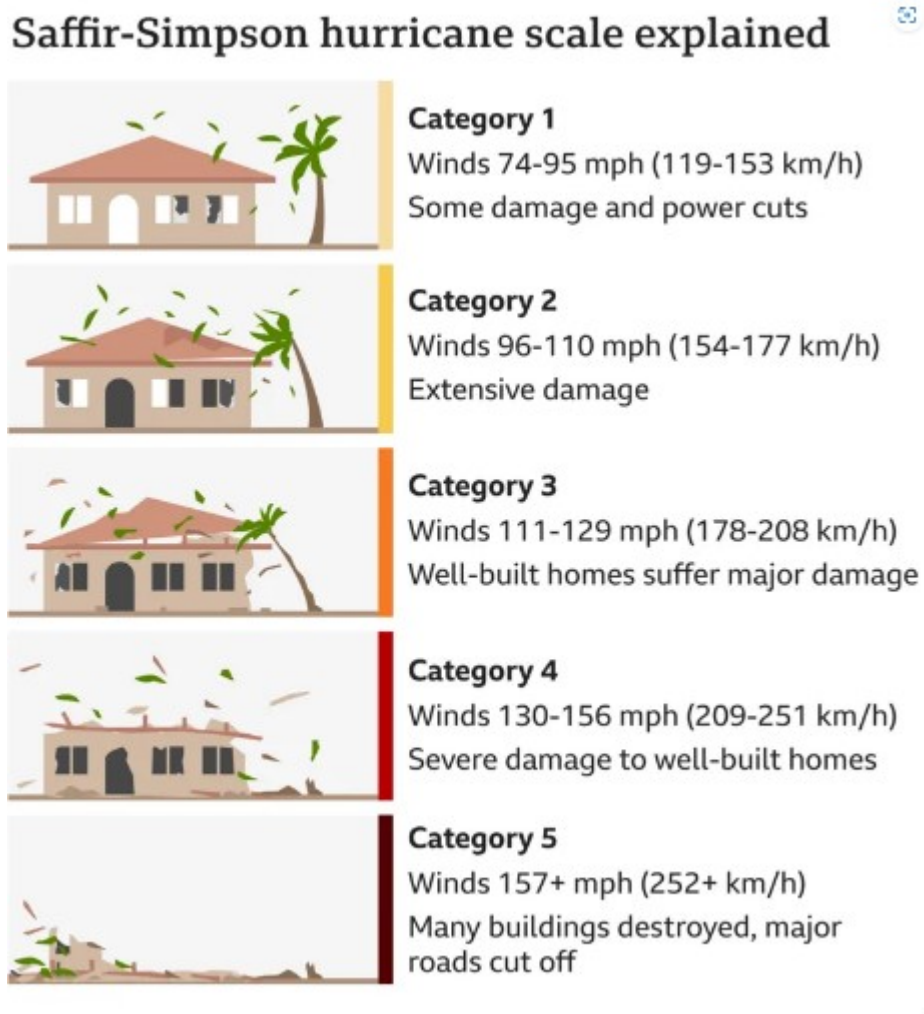 Saffir-Simpson hurricane scale explained
Category 1
Winds 74-95 mph (119-153 km/h)
Some damage and power cuts
Category 2
Winds 96-110 mph (154-177 km/h)
Extensive damage
Category 3
Winds 111-129 mph (178-208 km/h)
Well-built homes suffer major damage
Category 4
Winds 130-156 mph (209-251 km/h)
Severe damage to well-built homes
Category 5
Winds 157+ mph (252+ km/h)
Many buildings destroyed, major
roads cut off